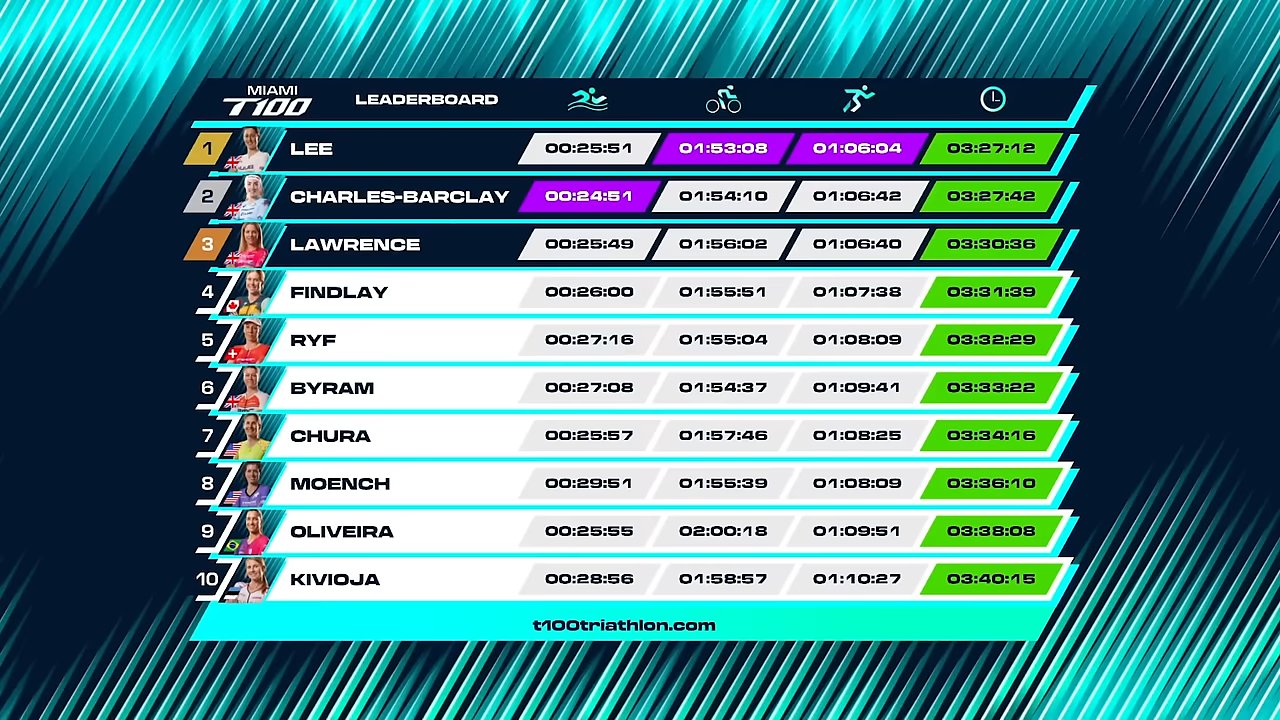 MIAMI
T100
LEADERBOARD
1 LEE 00:25:51 01:53:08 01:06:04 03:27:12
2 CHARLES-BARCLAY 00:24:51 01:54:10 01:06:42 03:27:42
3 LAWRENCE 00:25:49 01:56:02 01:06:40 03:30:36
4 FINDLAY 00:26:00 01:55:51 01:07:38 03:31:39
5 RYF 00:27:16 01:55:04 01:08:09 03:32:29
6 BYRAM 00:27:08 01:54:37 01:09:41 03:33:22
7 CHURA 00:25:57 01:57:46 01:08:25 03:34:16
8 MOENCH 00:29:51 01:55:39 01:08:09 03:36:10
9 OLIVEIRA 00:25:55 02:00:18 01:09:51 03:38:08
10 KIVIOJA 00:28:56 01:58:57 01:10:27 03:40:15
t100triathlon.com